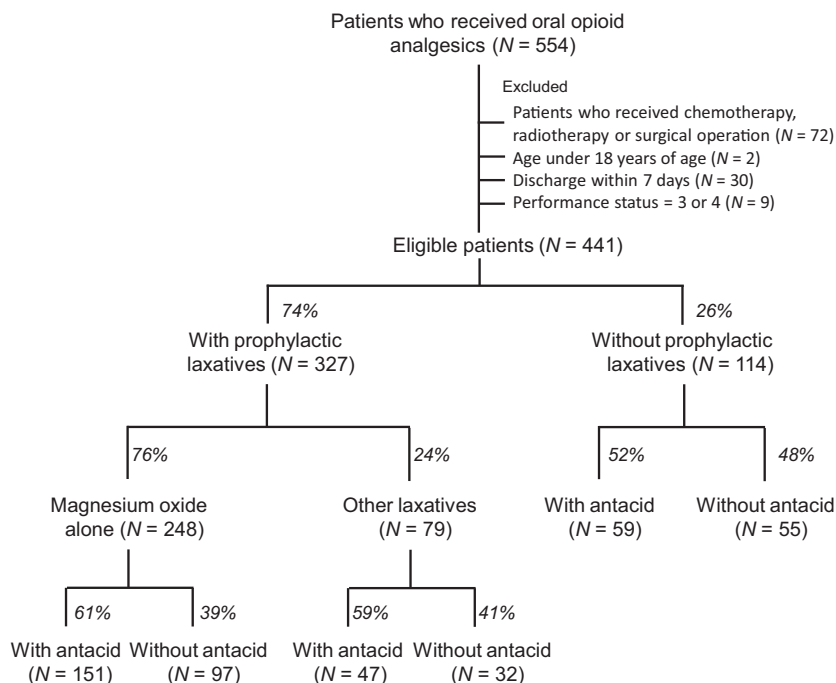 Patients who received oral opioid
analgesics (N = 554)
Excluded
Patients who received chemotherapy,
radiotherapy or surgical operation (N = 72)
Age under 18 years of age (N = 2)
Discharge within 7 days (N = 30)
Performance status = 3 or 4 (N = 9)
Eligible patients (N = 441)
74%
26%
With prophylactic
laxatives (N = 327)
Without prophylactic
laxatives (N = 114)
76%
24%
52%
48%
Magnesium oxide
alone (N = 248)
Other laxatives
(N = 79)
With antacid
(N = 59)
Without antacid
(N = 55)
61%
39%
59%
41%
With antacid
(N = 151)
Without antacid
(N = 97)
With antacid
(N = 47)
Without antacid
(N = 32)